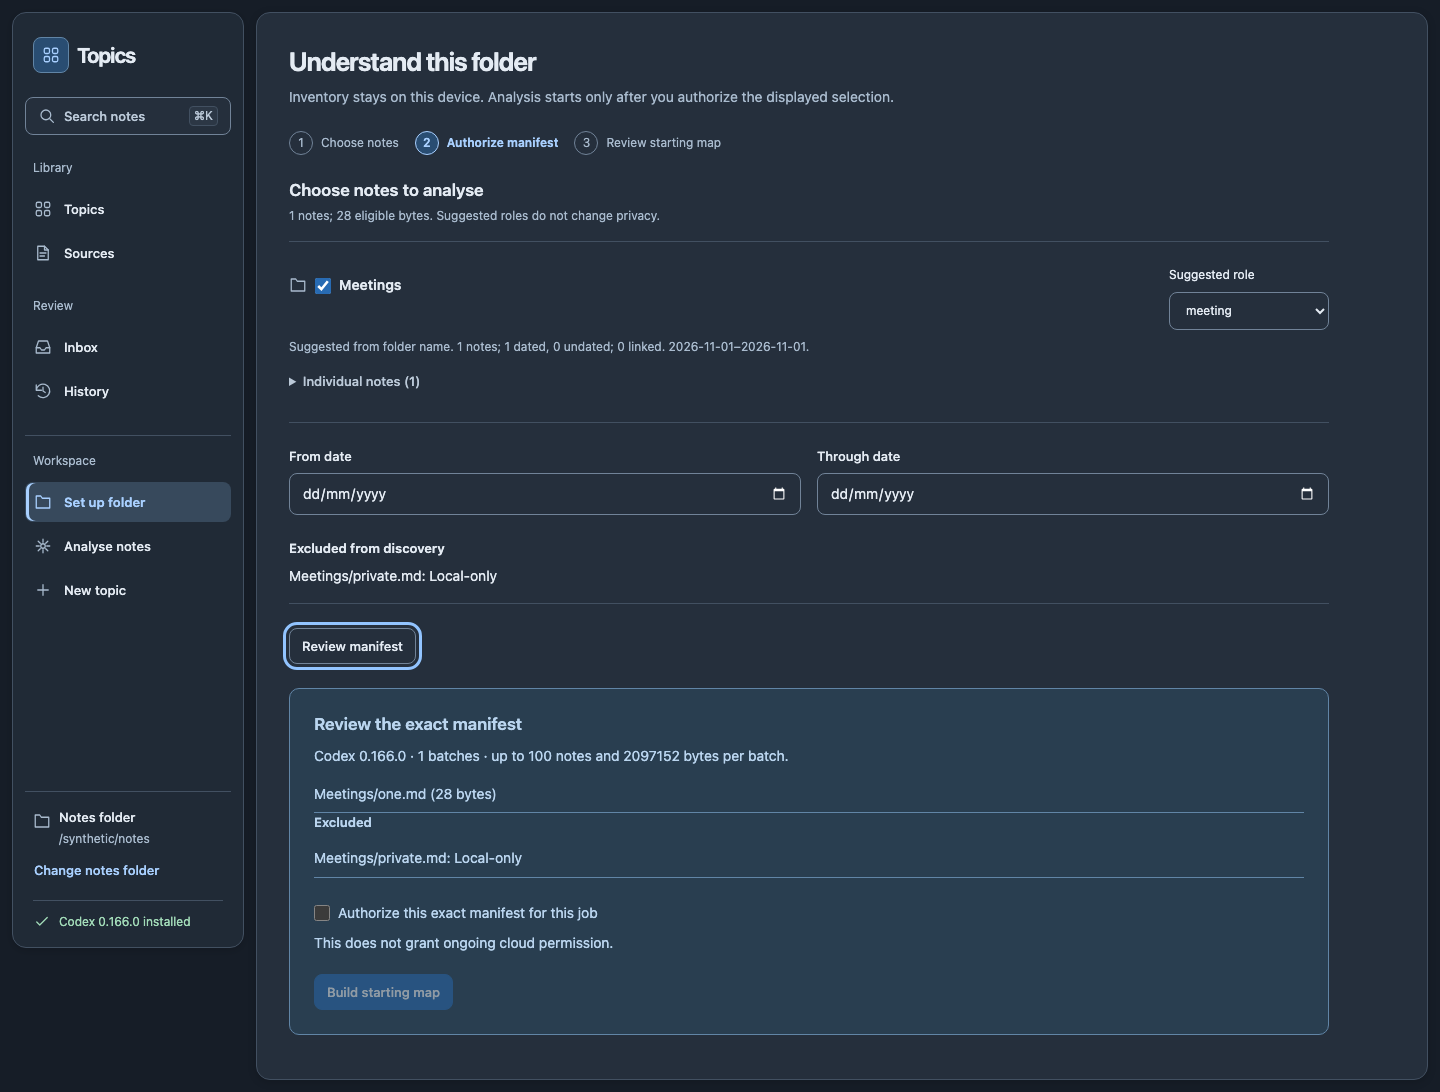 Topics
Search notes ⌘K
Library
Topics
Sources
Review
Inbox
History
Workspace
Set up folder
Analyse notes
New topic
Notes folder
/synthetic/notes
Change notes folder
Codex 0.166.0 installed
Understand this folder
Inventory stays on this device. Analysis starts only after you authorize the displayed selection.
1 Choose notes 2 Authorize manifest 3 Review starting map
Choose notes to analyse
1 notes; 28 eligible bytes. Suggested roles do not change privacy.
Meetings
Suggested role
meeting
Suggested from folder name. 1 notes; 1 dated, 0 undated; 0 linked. 2026-11-01–2026-11-01.
Individual notes (1)
From date
dd/mm/yyyy
Through date
dd/mm/yyyy
Excluded from discovery
Meetings/private.md: Local-only
Review manifest
Review the exact manifest
Codex 0.166.0 · 1 batches · up to 100 notes and 2097152 bytes per batch.
Meetings/one.md (28 bytes)
Excluded
Meetings/private.md: Local-only
Authorize this exact manifest for this job
This does not grant ongoing cloud permission.
Build starting map